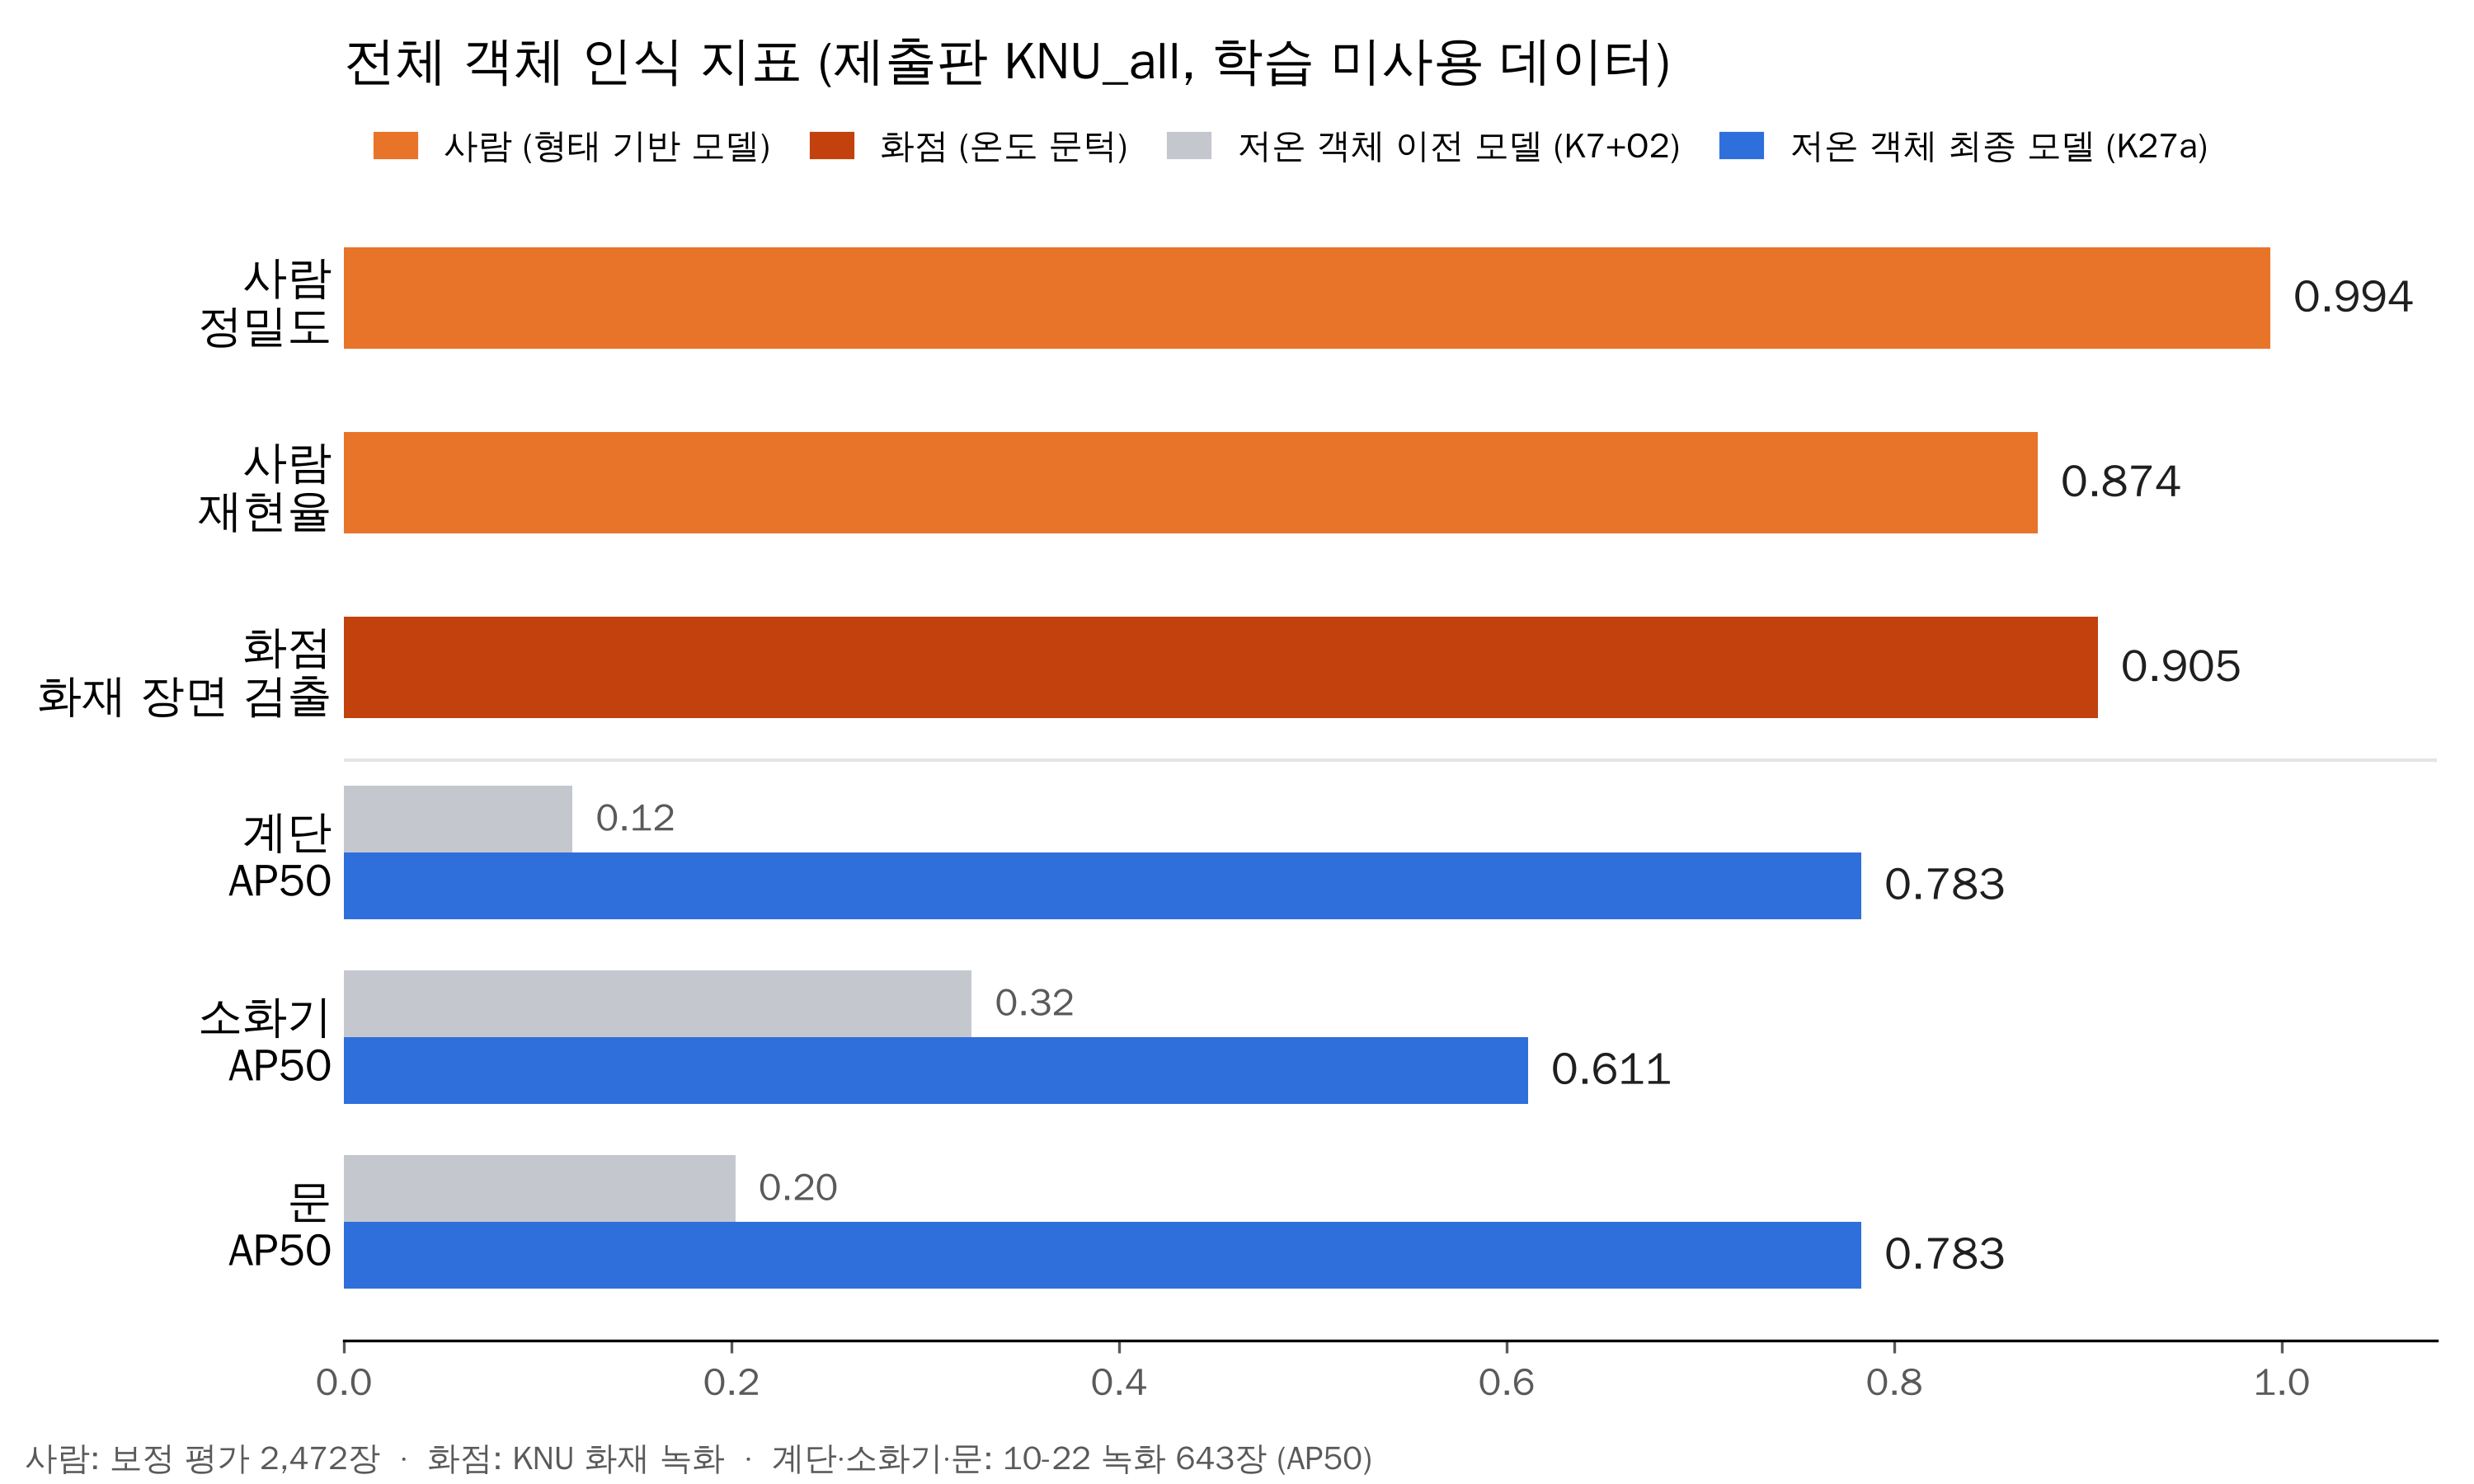 전체 객체 인식 지표 (제출판 KNU_all, 학습 미사용 데이터)
사람 (형태 기반 모델) 화점 (온도 문턱) 저온 객체 이전 모델 (K7+O2) 저온 객체 최종 모델 (K27a)
사람
정밀도
0.994
사람
재현율
0.874
화점
화재 장면 검출
0.905
계단
AP50
0.12
0.783
소화기
AP50
0.32
0.611
문
AP50
0.20
0.783
0.0 0.2 0.4 0.6 0.8 1.0
사람: 보정 평가 2,472장 · 화점: KNU 화재 녹화 · 계단·소화기·문: 10-22 녹화 643장 (AP50)